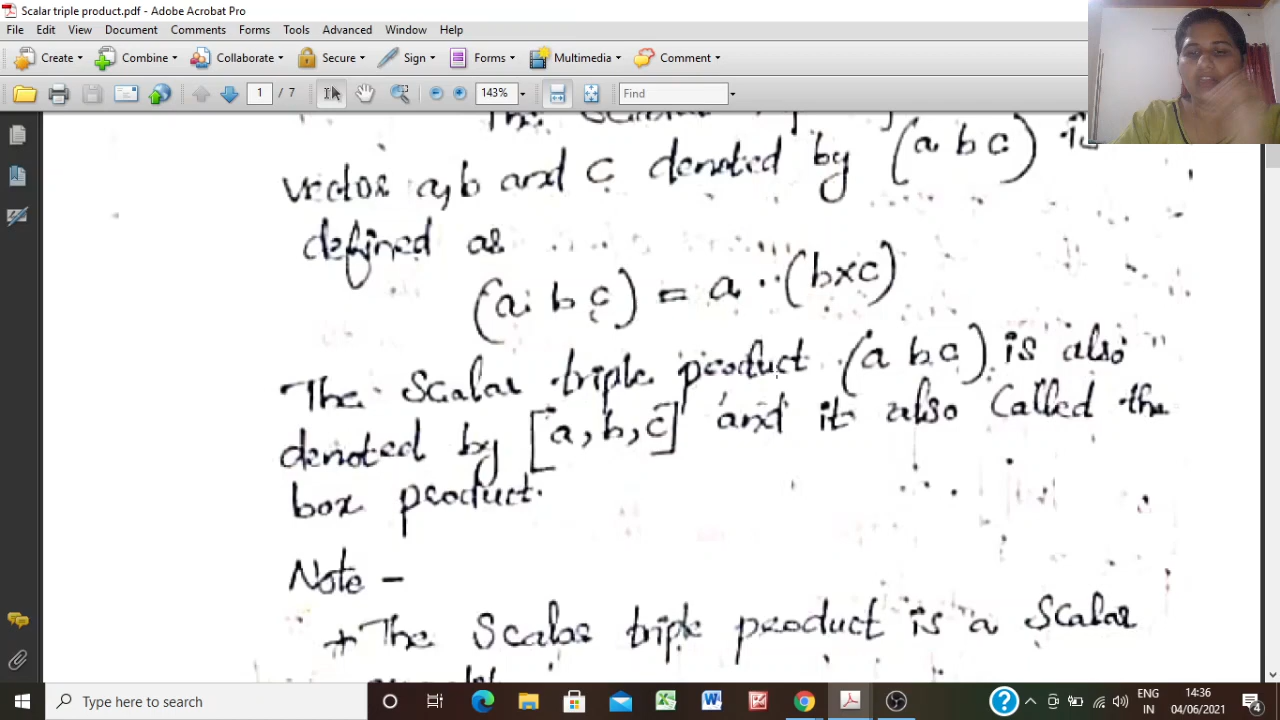 Scalar triple product.pdf - Adobe Acrobat Pro
File Edit View Document Comments Forms Tools Advanced Window Help
Create Combine Collaborate Secure Sign Forms Multimedia Comment
1 / 7 143% Find
The scalar
vector a, b and c denoted by (a b c) is
defined as
(a b c) = a · (b×c)
The Scalar triple product (a b c) is also
denoted by [a, b, c] and it also called the
box product.
Note -
The Scalar triple product is a Scalar
Type here to search
ENG 14:36
IN 04/06/2021 4